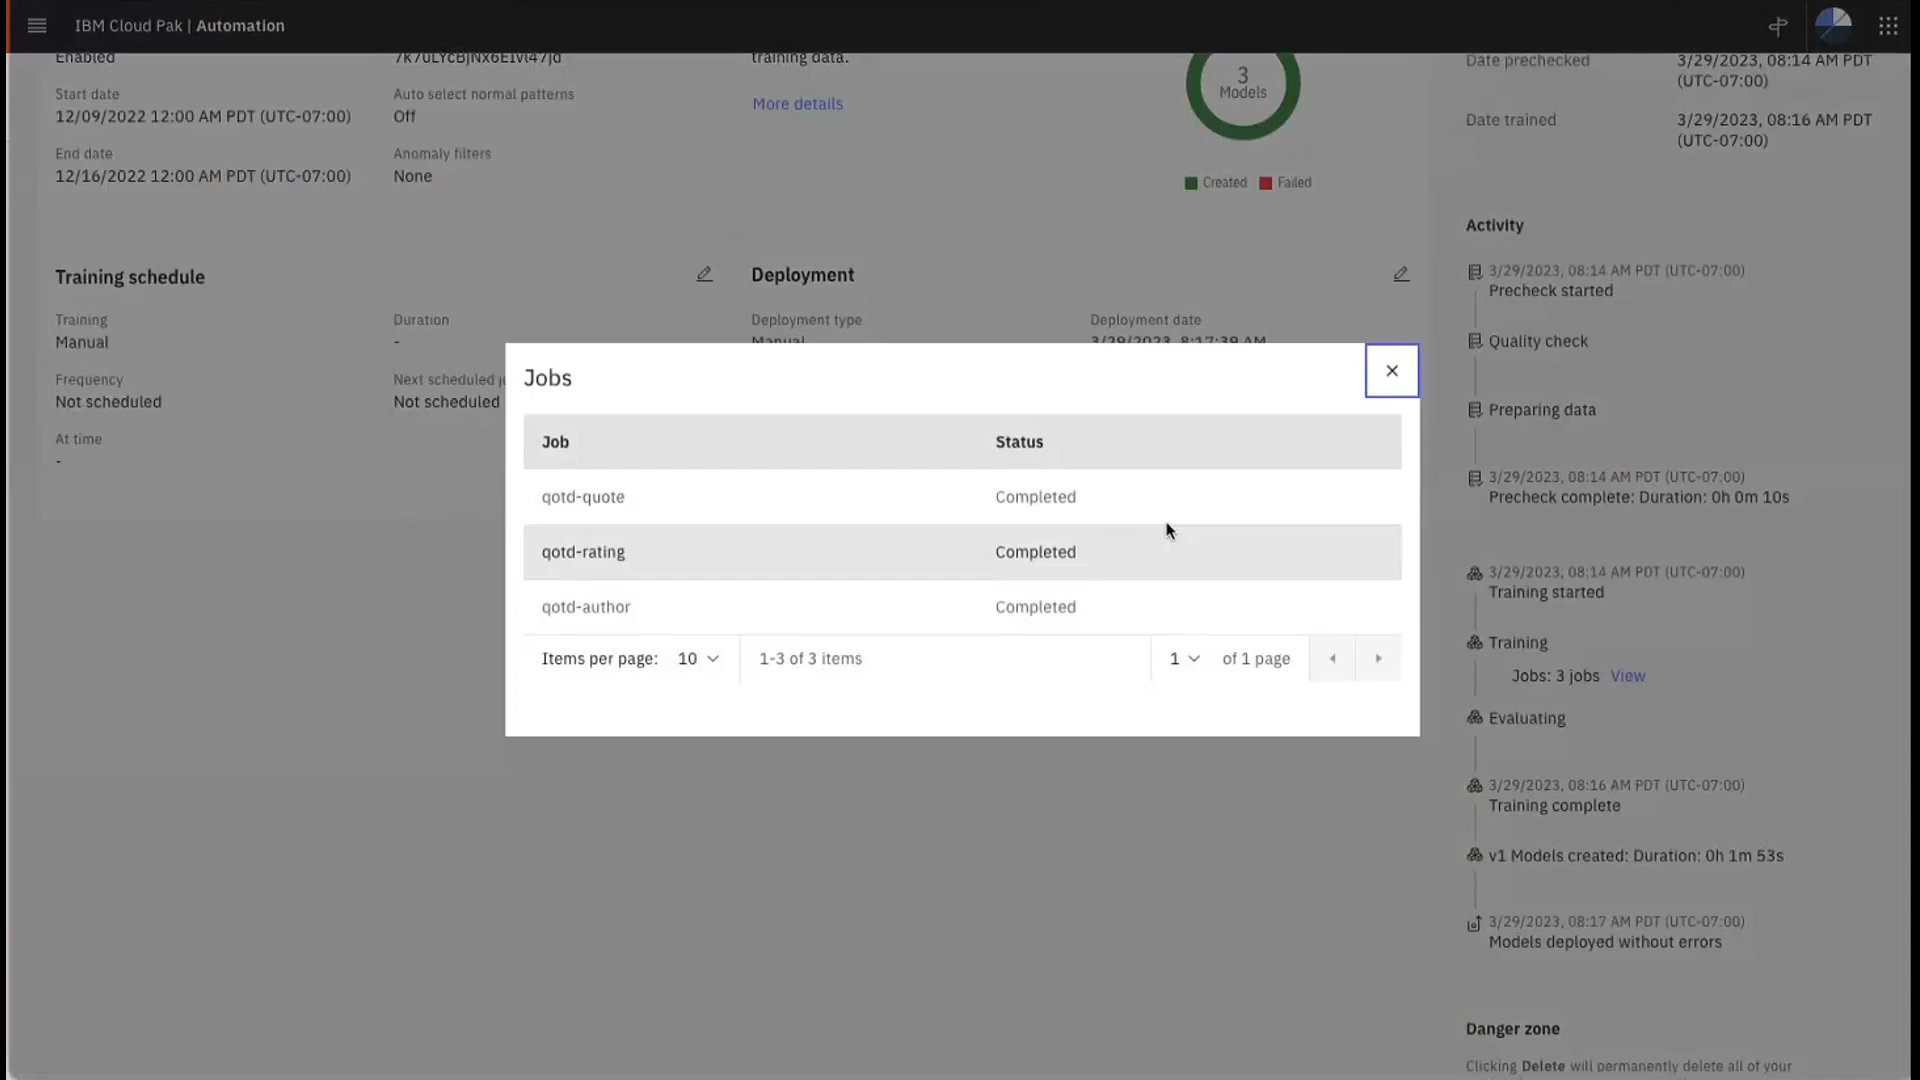 IBM Cloud Pak | Automation
Enabled
Start date
12/09/2022 12:00 AM PDT (UTC-07:00)
End date
12/16/2022 12:00 AM PDT (UTC-07:00)
Auto select normal patterns
Off
Anomaly filters
None
training data.
More details
3
Models
Created
Failed
Date prechecked
3/29/2023, 08:14 AM PDT
(UTC-07:00)
Date trained
3/29/2023, 08:16 AM PDT
(UTC-07:00)
Training schedule
Training
Manual
Duration
-
Frequency
Not scheduled
Next scheduled
Not scheduled
At time
-
Deployment
Deployment type
Manual
Deployment date
3/29/2023, 8:17:39 AM
Jobs
Job Status
qotd-quote Completed
qotd-rating Completed
qotd-author Completed
Items per page: 10 1-3 of 3 items 1 of 1 page
Activity
3/29/2023, 08:14 AM PDT (UTC-07:00)
Precheck started
Quality check
Preparing data
3/29/2023, 08:14 AM PDT (UTC-07:00)
Precheck complete: Duration: 0h 0m 10s
3/29/2023, 08:14 AM PDT (UTC-07:00)
Training started
Training
Jobs: 3 jobs View
Evaluating
3/29/2023, 08:16 AM PDT (UTC-07:00)
Training complete
v1 Models created: Duration: 0h 1m 53s
3/29/2023, 08:17 AM PDT (UTC-07:00)
Models deployed without errors
Danger zone
Clicking Delete will permanently delete all of your